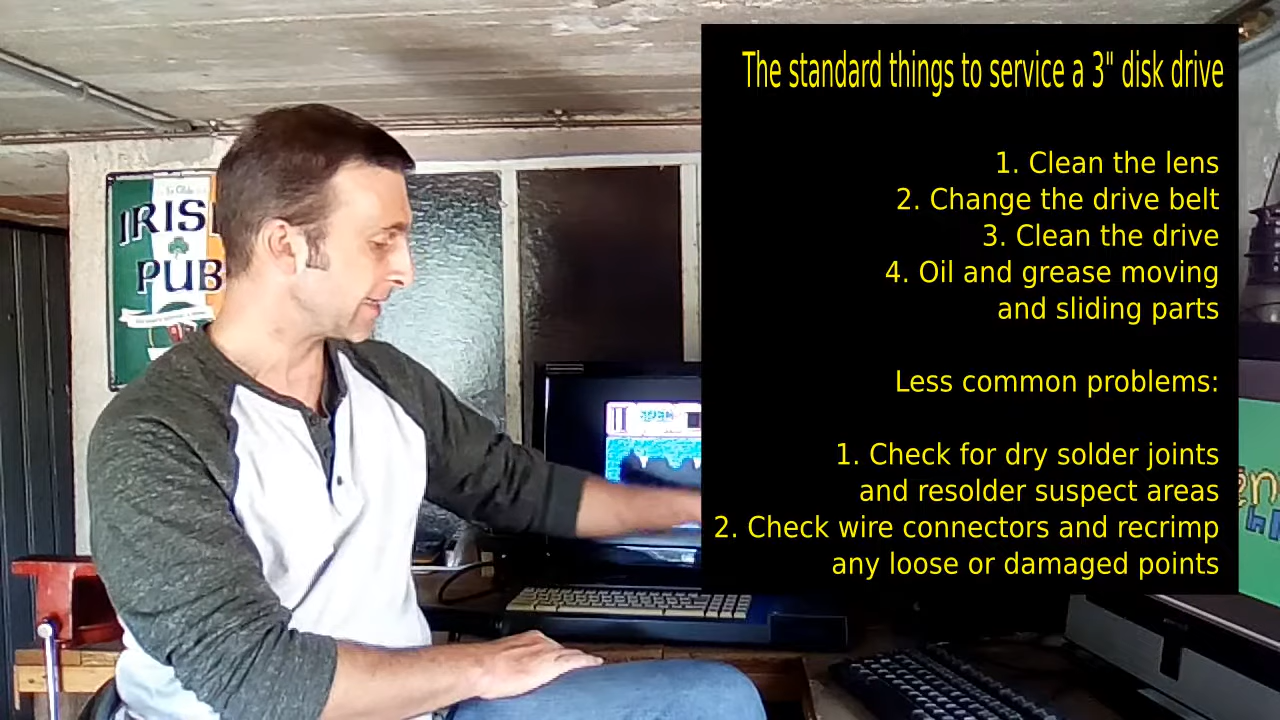 IRIS
PUB
The standard things to service a 3" disk drive
1. Clean the lens
2. Change the drive belt
3. Clean the drive
4. Oil and grease moving
and sliding parts
Less common problems:
1. Check for dry solder joints
and resolder suspect areas
2. Check wire connectors and recrimp
any loose or damaged points